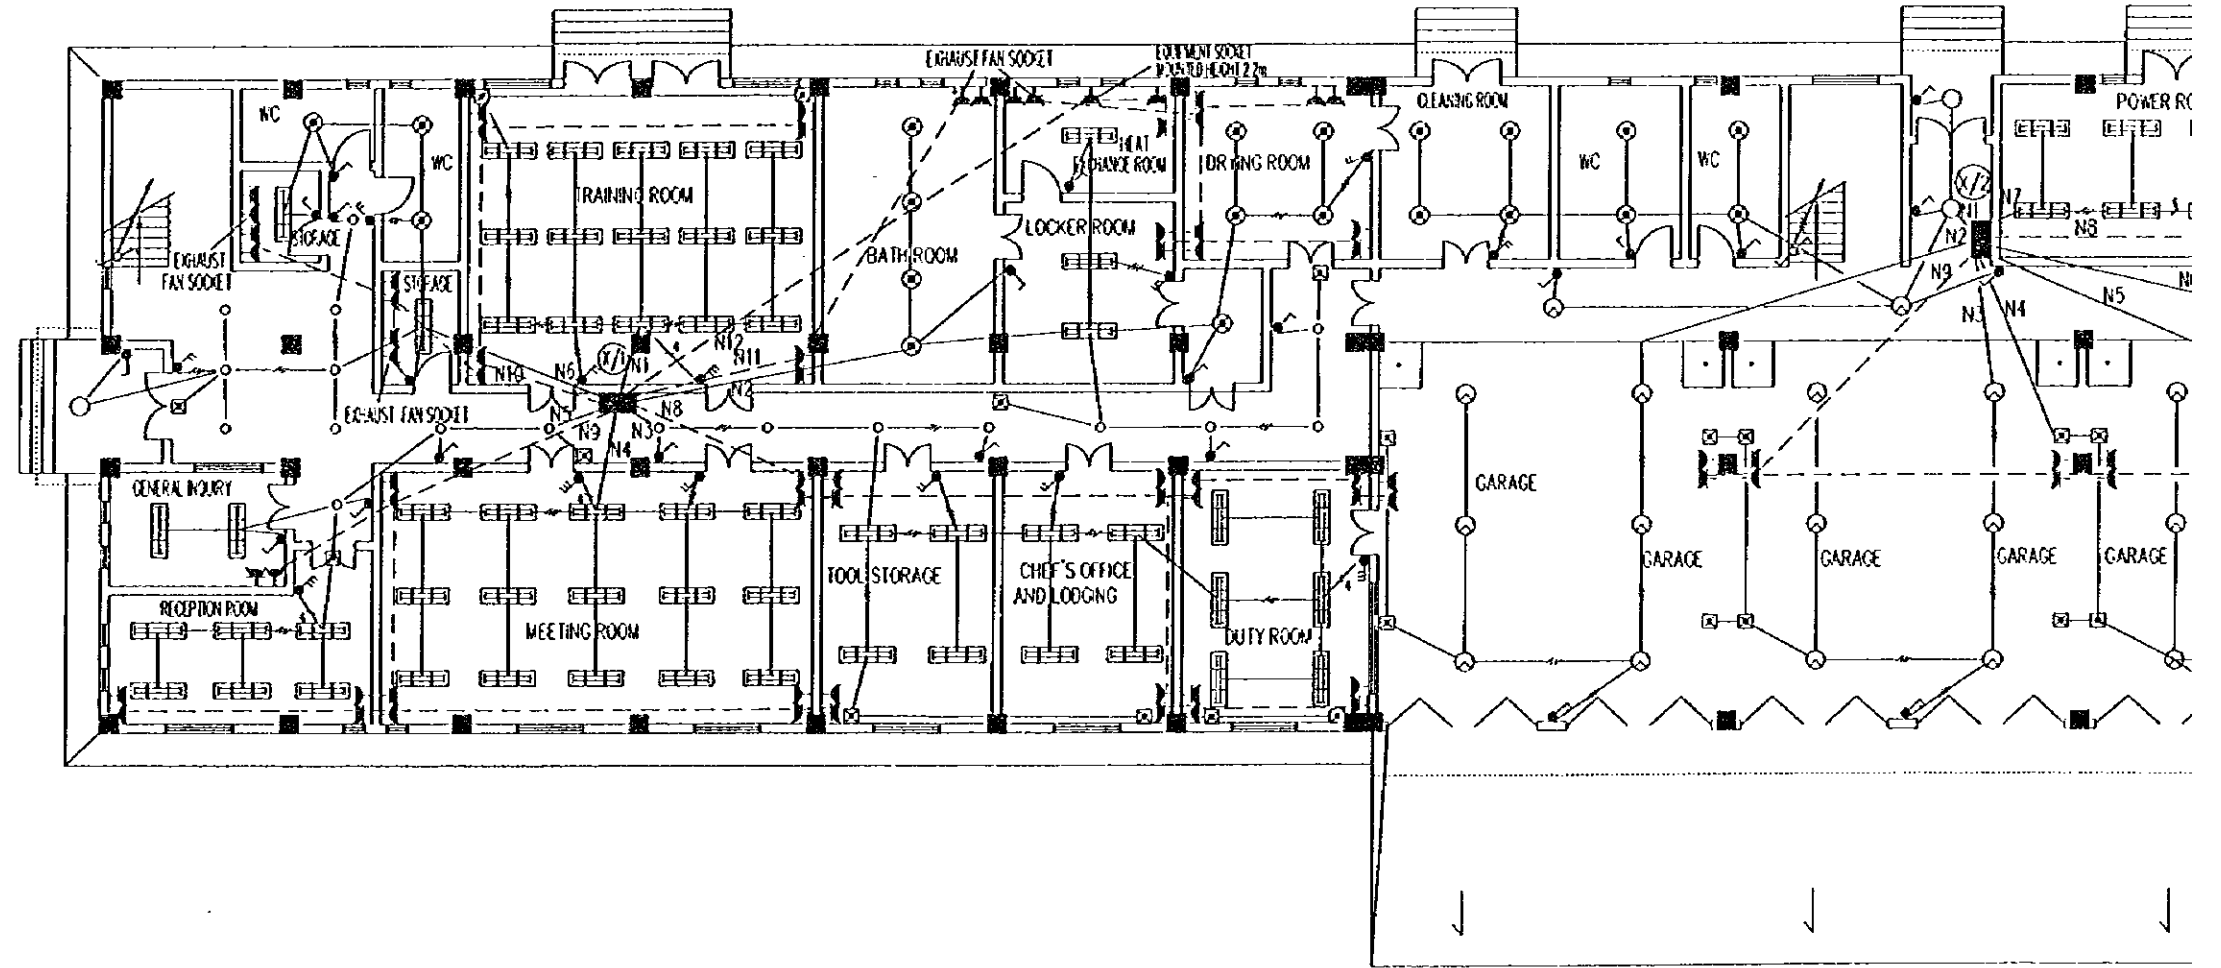 EXHAUST FAN SOCKET
EQUIPMENT SOCKET
MOUNTED HEIGHT 2.2m
WC
CLEANING ROOM
POWER RO
WC
HEAT
EXCHANGE ROOM
DRYING ROOM
WC
WC
X/2
TRAINING ROOM
N7
STORAGE
LOCKER ROOM
N1
N8
N2
EXHAUST
FAN SOCKET
BATH ROOM
STORAGE
N9
N5
N3
N4
X/1
N12
N10
N6
N1
N11
N2
EXHAUST FAN SOCKET
N5
N8
N9
N3
N4
GENERAL INQUIRY
GARAGE
GARAGE
GARAGE
GARAGE
GARAGE
TOOL STORAGE
CHEF'S OFFICE
AND LODGING
RECEPTION ROOM
MEETING ROOM
DUTY ROOM